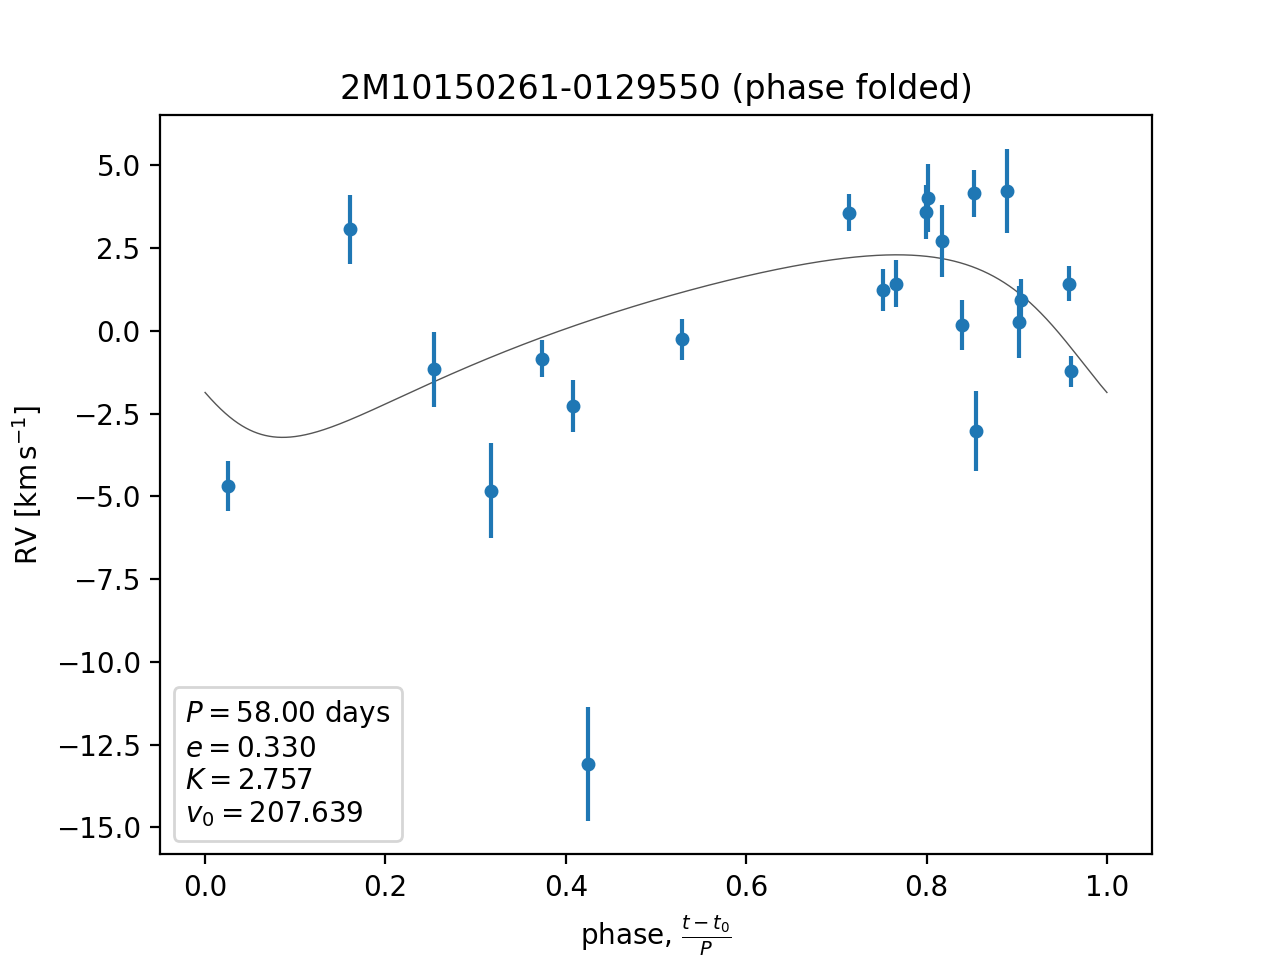 2M10150261-0129550 (phase folded)
RV [km s⁻¹]
5.0
2.5
0.0
−2.5
−5.0
−7.5
−10.0
−12.5
−15.0
P = 58.00 days
e = 0.330
K = 2.757
v₀ = 207.639
0.0 0.2 0.4 0.6 0.8 1.0
phase, (t − t₀)/P